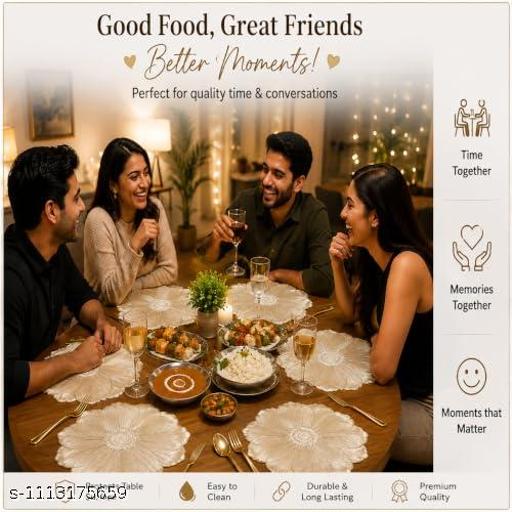 Good Food, Great Friends
Better Moments!
Perfect for quality time & conversations
Time
Together
Memories
Together
Moments that
Matter
s-1113175659
Easy to
Clean
Durable &
Long Lasting
Premium
Quality